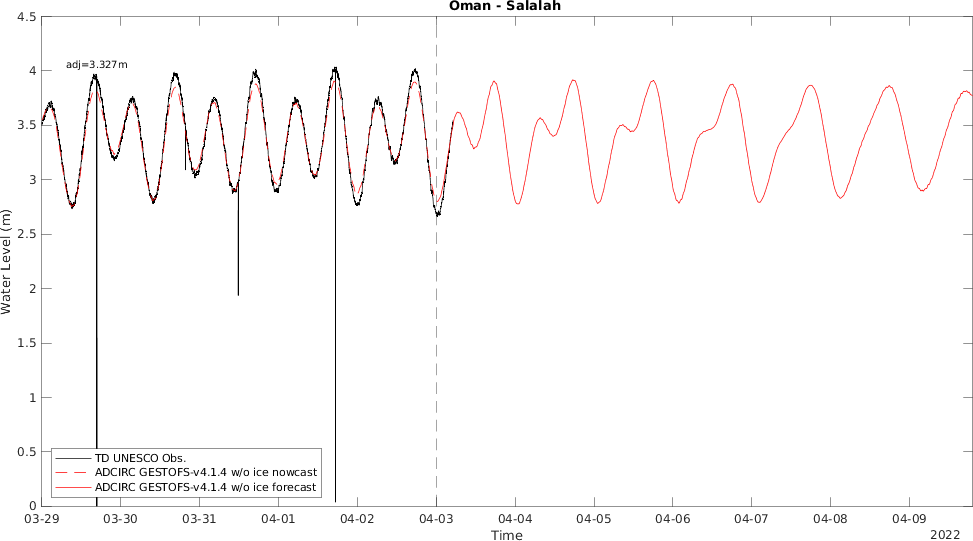 Oman - Salalah
4.5
4
3.5
3
2.5
2
1.5
1
0.5
0
adj=3.327m
Water Level (m)
TD UNESCO Obs.
ADCIRC GESTOFS-v4.1.4 w/o ice nowcast
ADCIRC GESTOFS-v4.1.4 w/o ice forecast
03-29 03-30 03-31 04-01 04-02 04-03 04-04 04-05 04-06 04-07 04-08 04-09
Time
2022